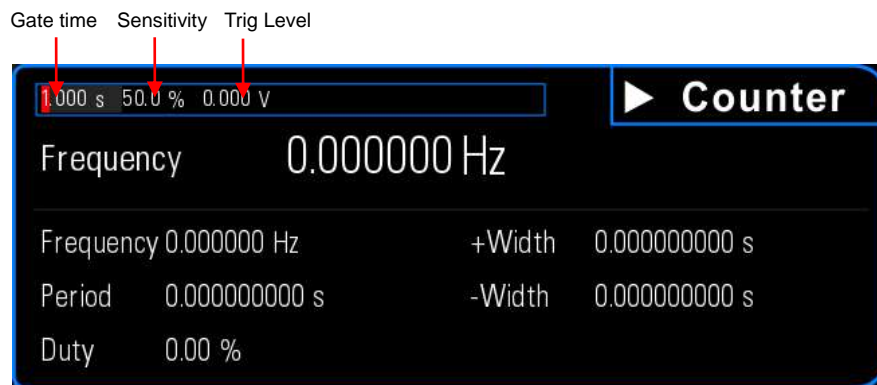 Gate time Sensitivity Trig Level
1.000 s 50.0 % 0.000 V
Counter
Frequency 0.000000 Hz
Frequency 0.000000 Hz +Width 0.000000000 s
Period 0.000000000 s -Width 0.000000000 s
Duty 0.00 %